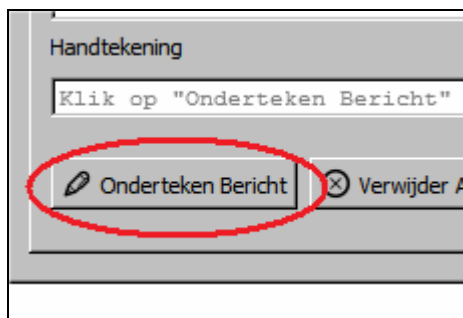 Handtekening
Klik op "Onderteken Bericht"
Onderteken Bericht
Verwijder